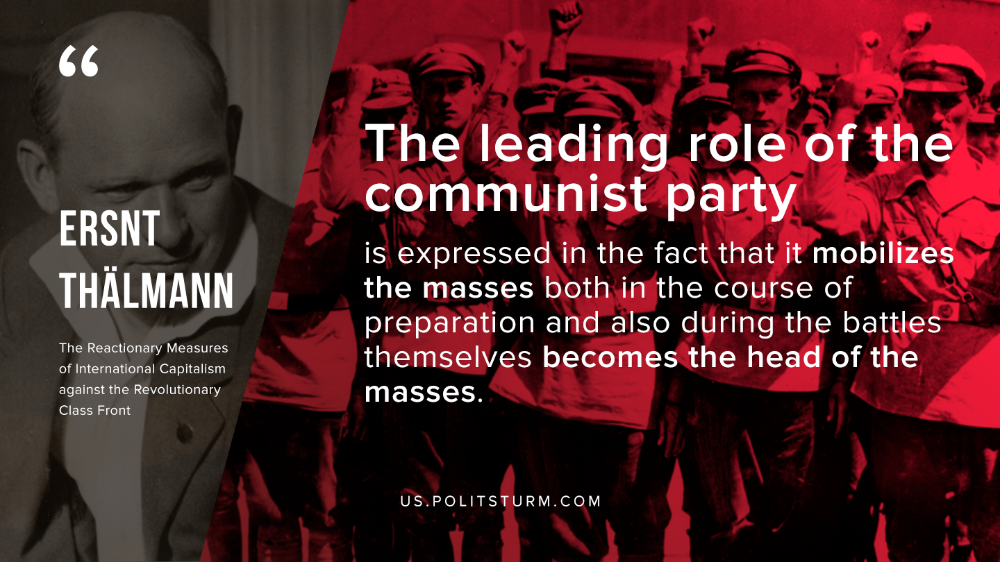 “
ERSNT
THÄLMANN
The Reactionary Measures
of International Capitalism
against the Revolutionary
Class Front
The leading role of the
communist party
is expressed in the fact that it mobilizes
the masses both in the course of
preparation and also during the battles
themselves becomes the head of the
masses.
US.POLITSTURM.COM